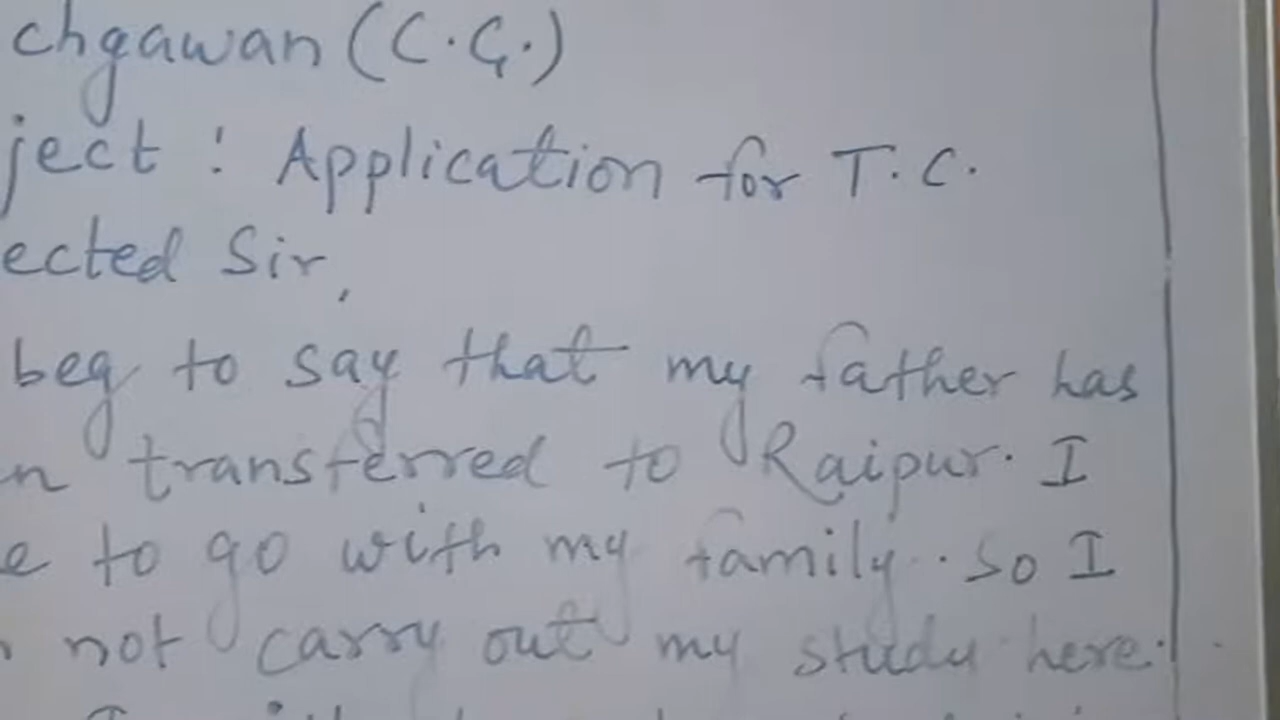 chgawan (C.G.)
ject : Application for T.C.
ected Sir,
beg to say that my father has
n transferred to Raipur. I
e to go with my family. So I
not carry out my study here.